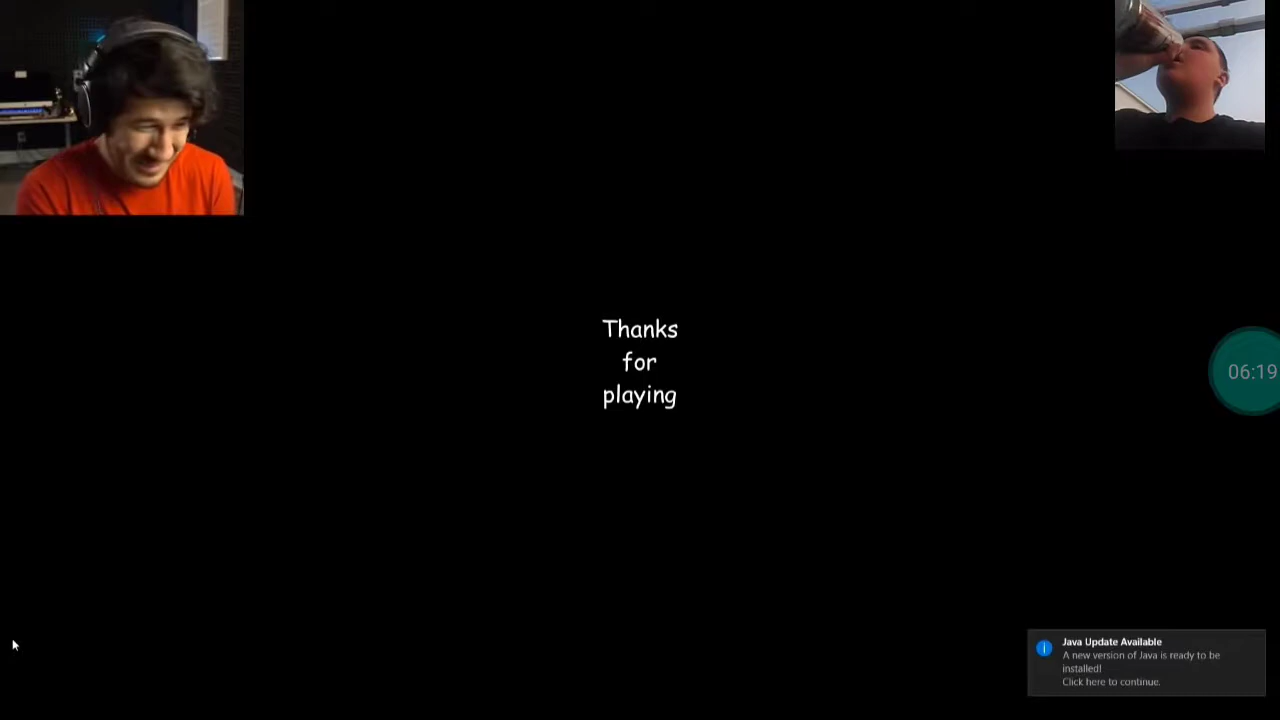 Thanks
for
playing
06:19
Java Update Available
A new version of Java is ready to be
installed!
Click here to continue.